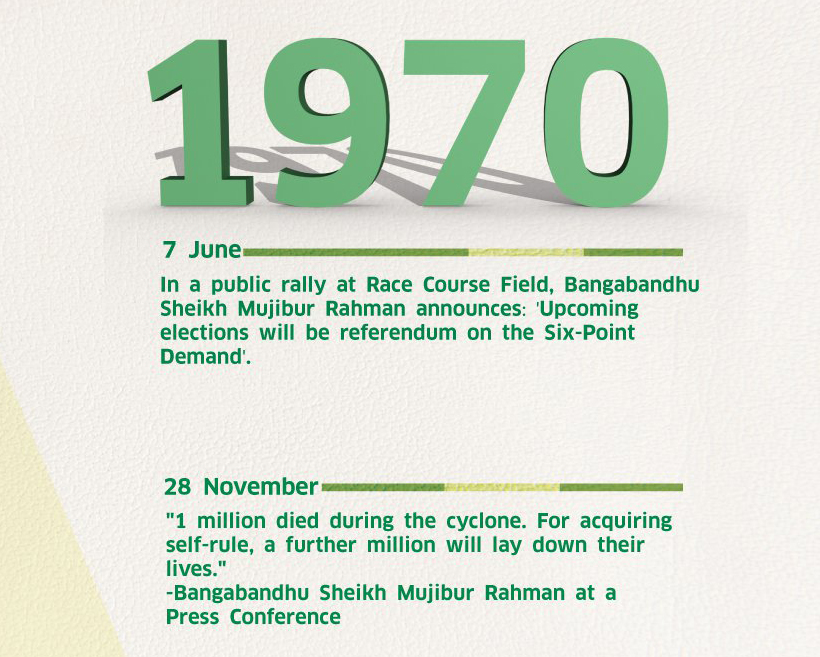 1970
7 June
In a public rally at Race Course Field, Bangabandhu
Sheikh Mujibur Rahman announces: 'Upcoming
elections will be referendum on the Six-Point
Demand'.
28 November
"1 million died during the cyclone. For acquiring
self-rule, a further million will lay down their
lives."
-Bangabandhu Sheikh Mujibur Rahman at a
Press Conference